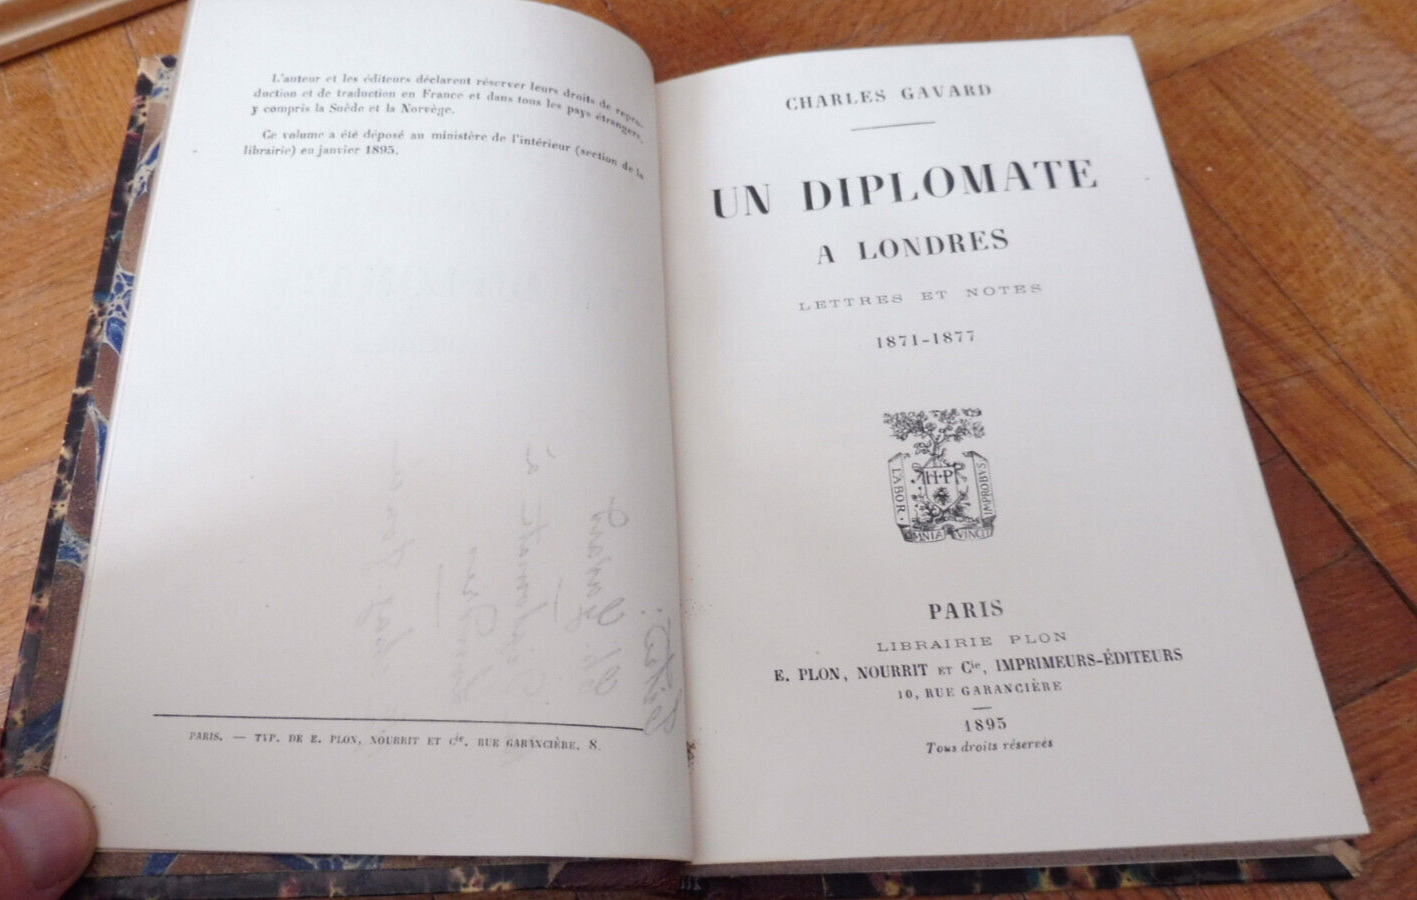 L'auteur et les éditeurs déclarent réserver leurs droits de repro-
duction et de traduction en France et dans tous les pays étrangers,
y compris la Suède et la Norvège.
Ce volume a été déposé au ministère de l'intérieur (section de la
librairie) en janvier 1895.
PARIS. — TYP. DE E. PLON, NOURRIT ET Cie, RUE GARANCIÈRE, 8.
CHARLES GAVARD
UN DIPLOMATE
A LONDRES
LETTRES ET NOTES
1871-1877
LABOR
H·P
IMPROBVS
OMNIA VINCIT
PARIS
LIBRAIRIE PLON
E. PLON, NOURRIT ET Cie, IMPRIMEURS-ÉDITEURS
10, RUE GARANCIÈRE
1895
Tous droits réservés